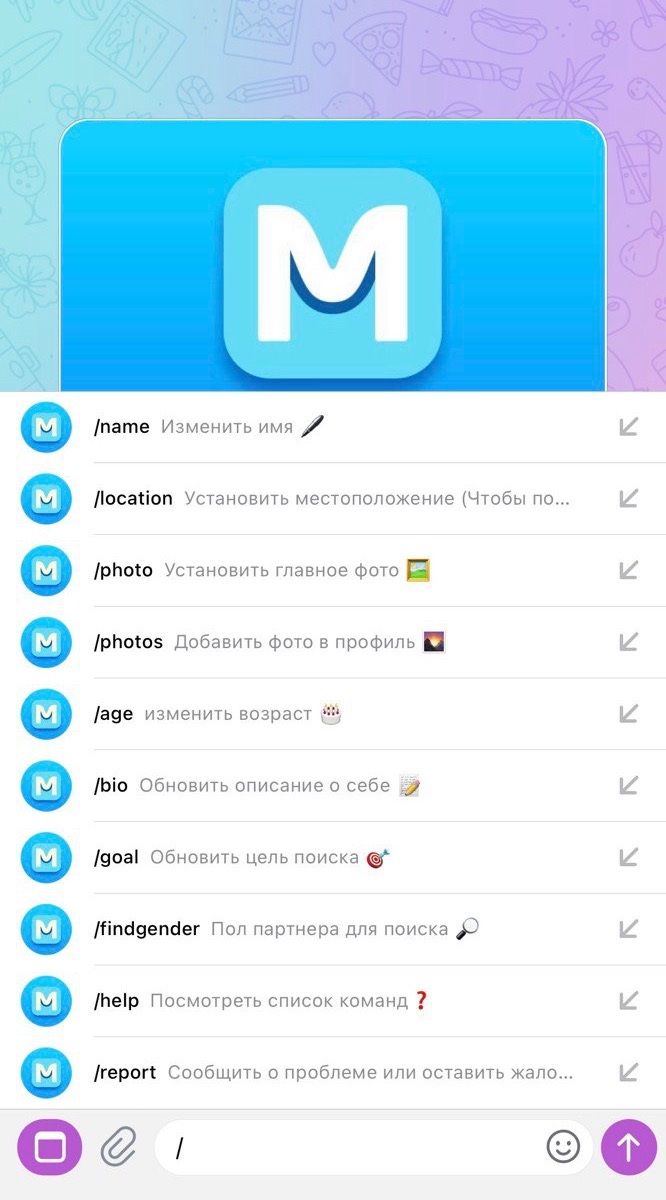 M
/name Изменить имя
/location Установить местоположение (Чтобы по...
/photo Установить главное фото
/photos Добавить фото в профиль
/age изменить возраст
/bio Обновить описание о себе
/goal Обновить цель поиска
/findgender Пол партнера для поиска
/help Посмотреть список команд ❓
/report Сообщить о проблеме или оставить жало...
/